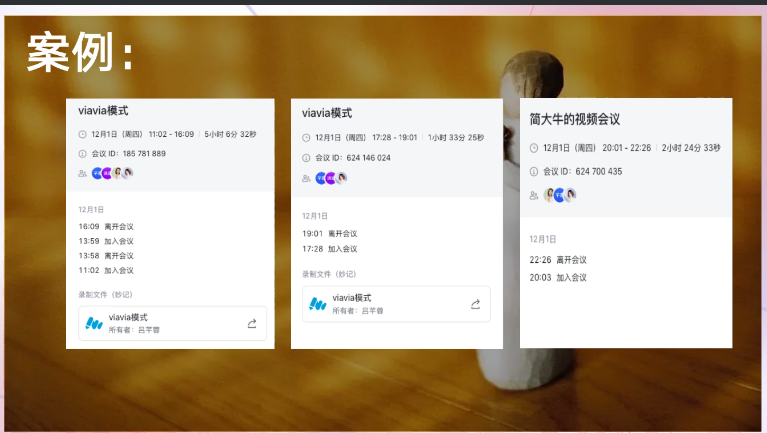 案例：
viavia模式
12月1日（周四） 11:02 - 16:09 | 5小时 6分 32秒
会议 ID：185 781 889
12月1日
16:09 离开会议
13:59 加入会议
13:58 离开会议
11:02 加入会议
录制文件（妙记）
viavia模式
所有者：吕芊蓉
viavia模式
12月1日（周四） 17:28 - 19:01 | 1小时 33分 25秒
会议 ID：624 146 024
12月1日
19:01 离开会议
17:28 加入会议
录制文件（妙记）
viavia模式
所有者：吕芊蓉
简大牛的视频会议
12月1日（周四） 20:01 - 22:26 | 2小时 24分 33秒
会议 ID：624 700 435
12月1日
22:26 离开会议
20:03 加入会议